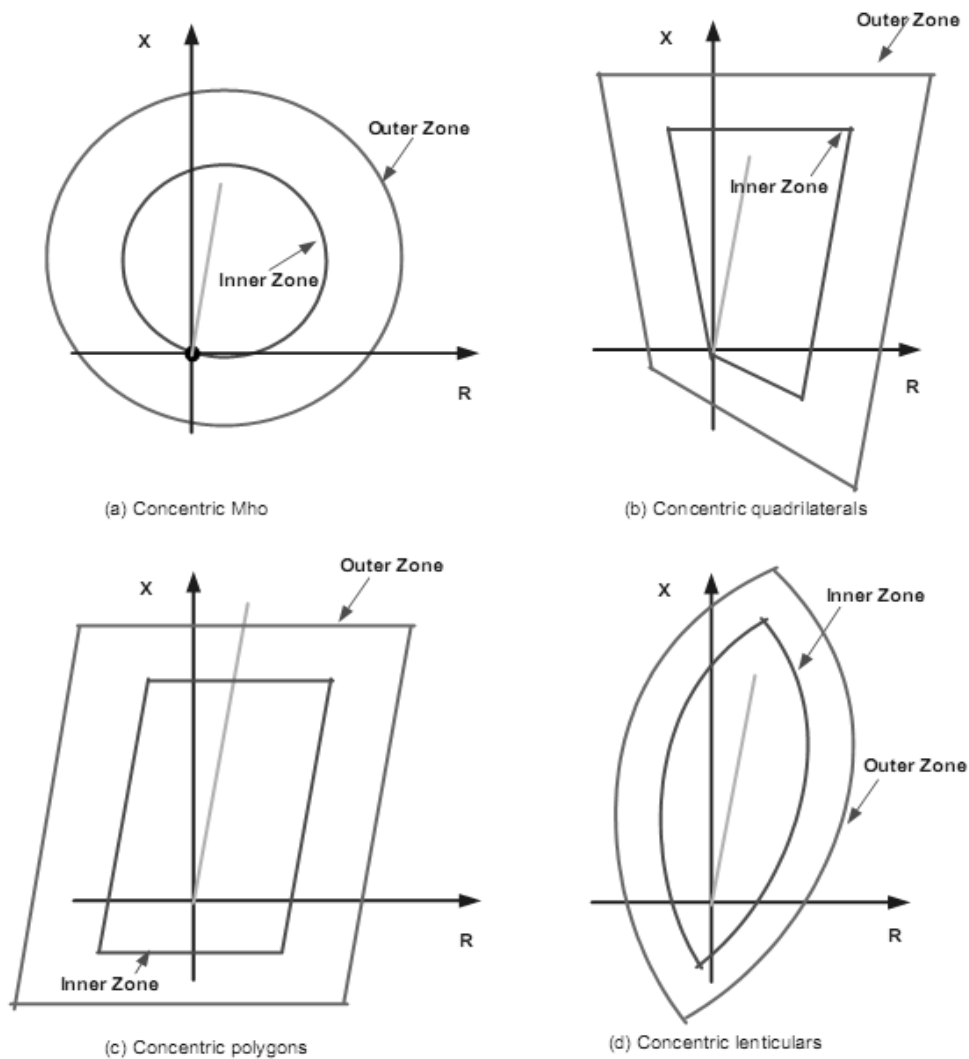 X
Outer Zone
Inner Zone
R
(a) Concentric Mho
Outer Zone
X
Inner Zone
R
(b) Concentric quadrilaterals
Outer Zone
X
R
Inner Zone
(c) Concentric polygons
X
Inner Zone
Outer Zone
R
(d) Concentric lenticulars